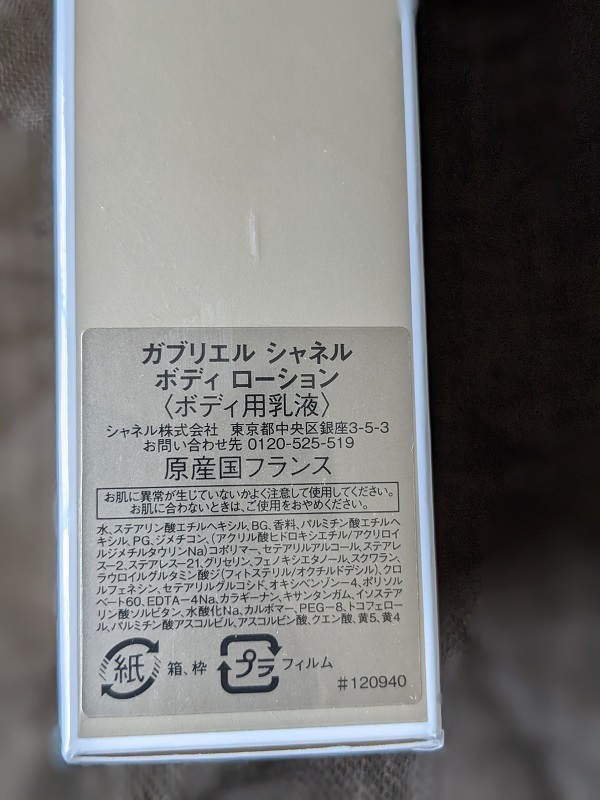 ガブリエル シャネル
ボディ ローション
〈ボディ用乳液〉
シャネル株式会社 東京都中央区銀座3-5-3
お問い合わせ先 0120-525-519
原産国フランス
お肌に異常が生じていないかよく注意して使用してください。
お肌に合わないときは、ご使用をおやめください。
水、ステアリン酸エチルヘキシル、BG、香料、パルミチン酸エチルヘ
キシル、PG、ジメチコン、(アクリル酸ヒドロキシエチル/アクリロイ
ルジメチルタウリンNa)コポリマー、セテアリルアルコール、ステアレ
ス-2、ステアレス-21、グリセリン、フェノキシエタノール、スクワラン、
ラウロイルグルタミン酸ジ(フィトステリル/オクチルドデシル)、クロ
ルフェネシン、セテアリルグルコシド、オキシベンゾン-4、ポリソル
ベート60、EDTA-4Na、カラギーナン、キサンタンガム、イソステア
リン酸ソルビタン、水酸化Na、カルボマー、PEG-8、トコフェロー
ル、パルミチン酸アスコルビル、アスコルビン酸、クエン酸、黄5、黄4
紙 箱、枠 プラ フィルム
#120940